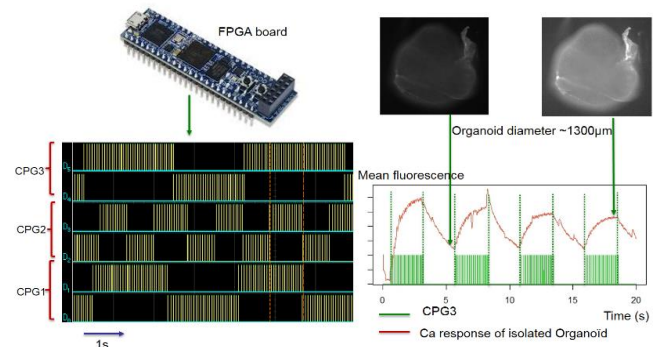 FPGA board
Organoid diameter ~1300µm
Mean fluorescence
CPG3
CPG2
CPG1
1s
0
5
10
15
20
Time (s)
CPG3
Ca response of isolated Organoïd